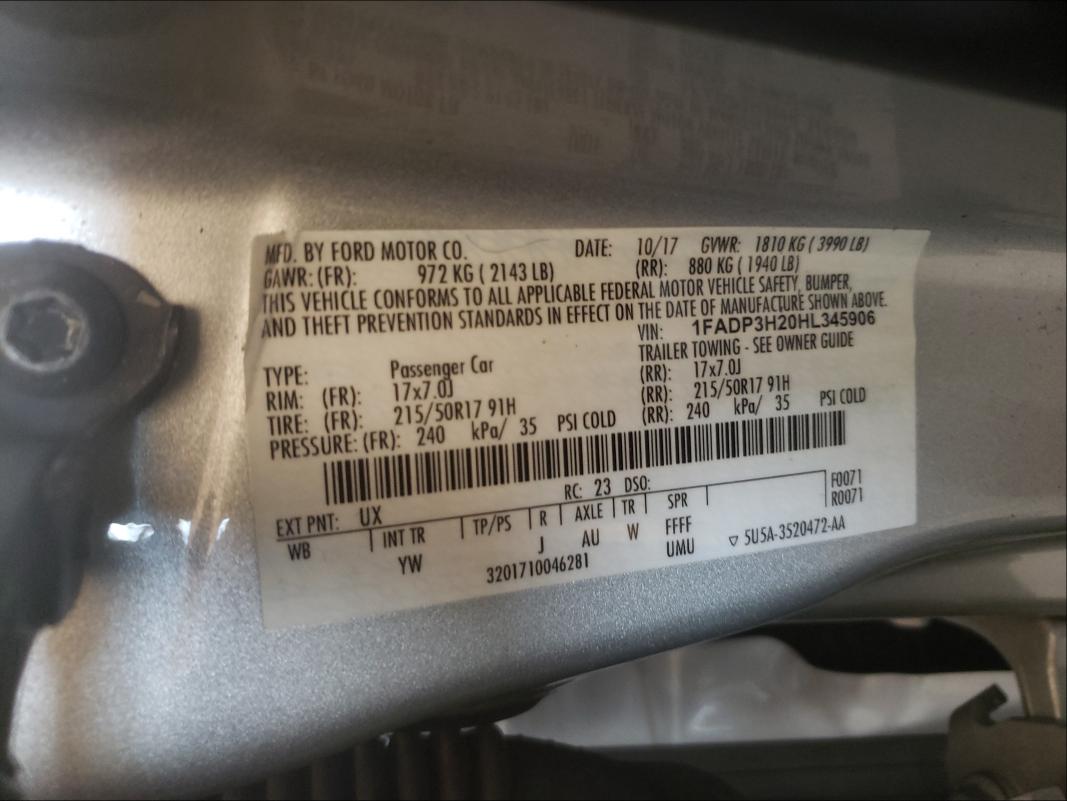 MFD. BY FORD MOTOR CO. DATE: 10/17 GVWR: 1810 KG ( 3990 LB)
GAWR: (FR): 972 KG ( 2143 LB) (RR): 880 KG ( 1940 LB)
THIS VEHICLE CONFORMS TO ALL APPLICABLE FEDERAL MOTOR VEHICLE SAFETY, BUMPER,
AND THEFT PREVENTION STANDARDS IN EFFECT ON THE DATE OF MANUFACTURE SHOWN ABOVE.
VIN: 1FADP3H20HL345906
TYPE: Passenger Car TRAILER TOWING - SEE OWNER GUIDE
RIM: (FR): 17x7.0J (RR): 17x7.0J
TIRE: (FR): 215/50R17 91H (RR): 215/50R17 91H
PRESSURE: (FR): 240 kPa/ 35 PSI COLD (RR): 240 kPa/ 35 PSI COLD
EXT PNT: UX RC: 23 DSO: F0071
WB INT TR TP/PS R AXLE TR SPR R0071
YW J AU W FFFF
3201710046281 UMU ▽ 5U5A-3520472-AA